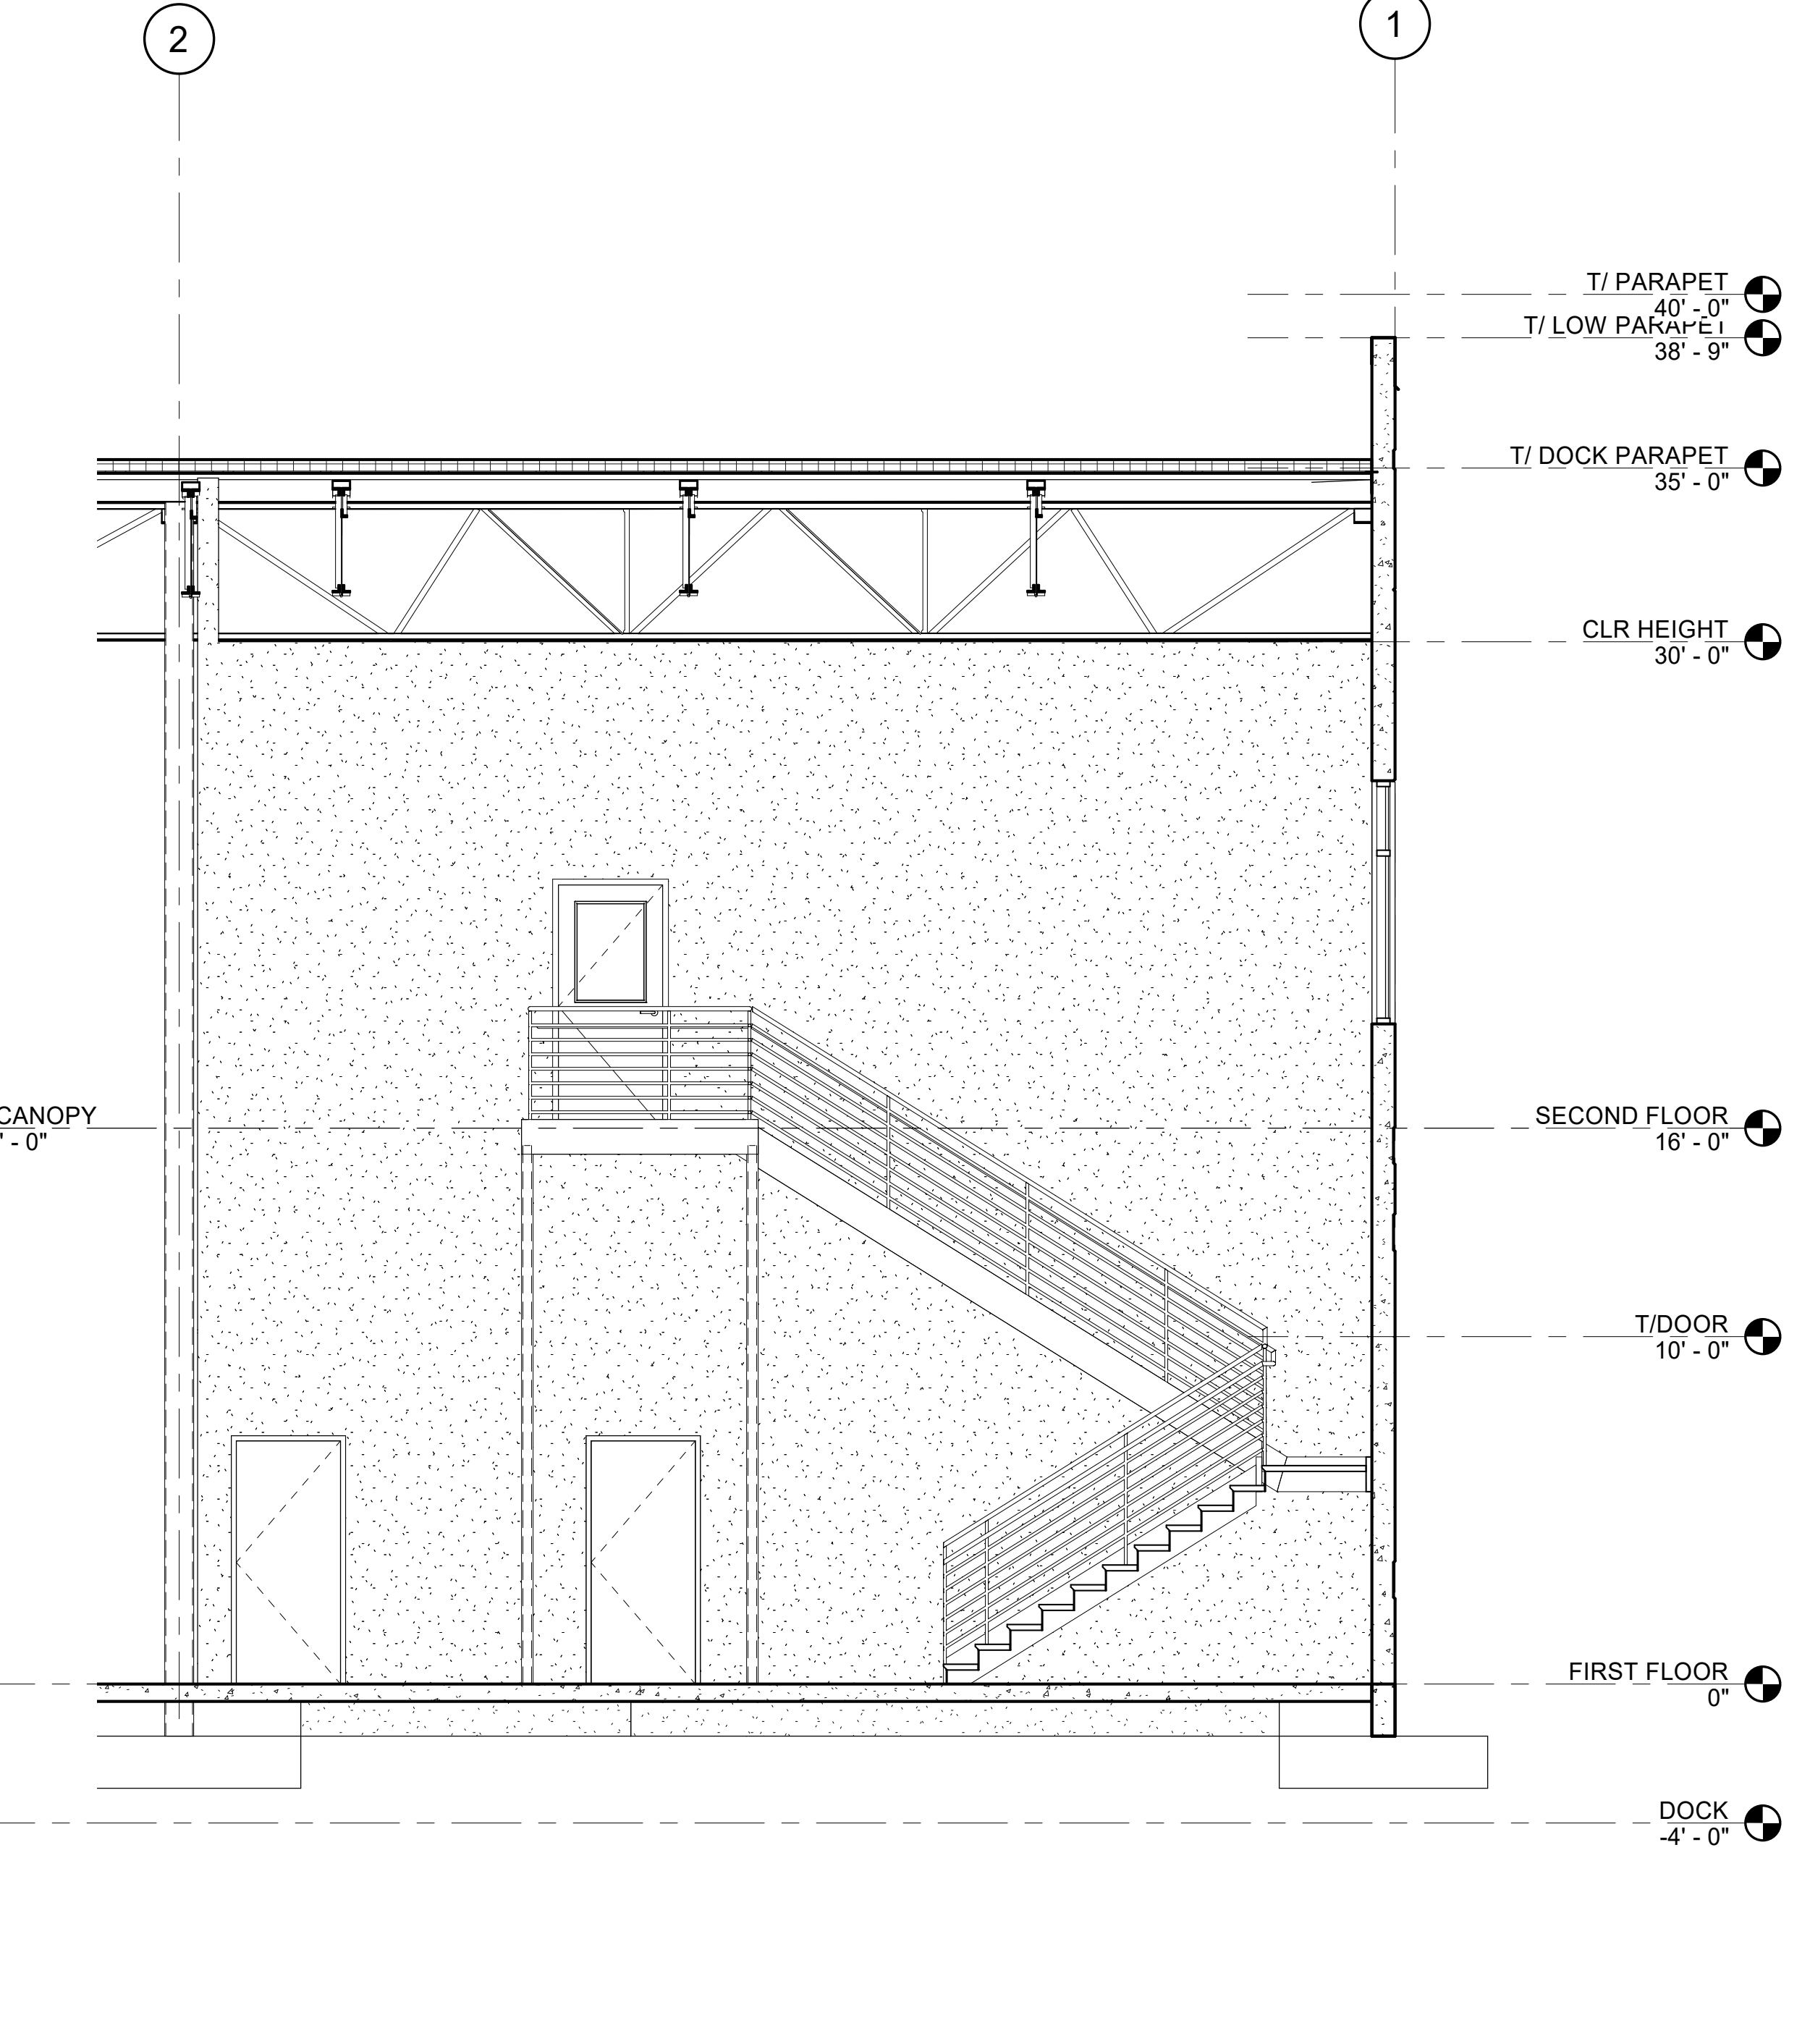 2
1
T/ PARAPET
40' - 0"
T/ LOW PARAPET
38' - 9"
T/ DOCK PARAPET
35' - 0"
CLR HEIGHT
30' - 0"
CANOPY
' - 0"
SECOND FLOOR
16' - 0"
T/DOOR
10' - 0"
FIRST FLOOR
0"
DOCK
-4' - 0"